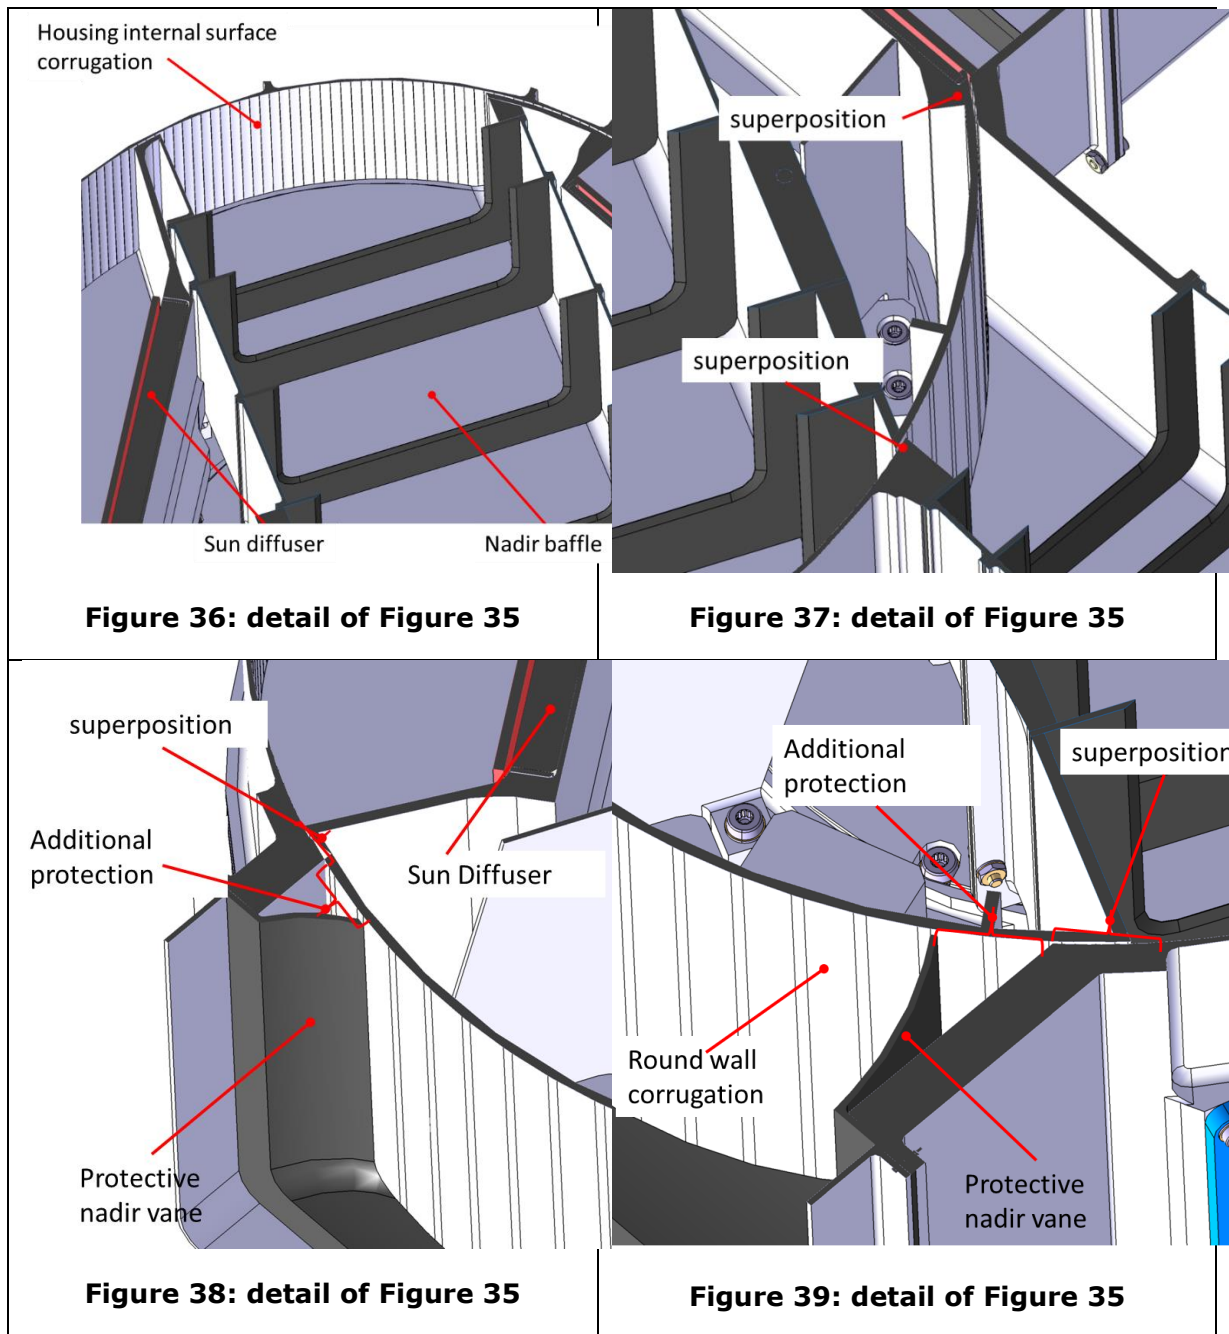 Housing internal surface
corrugation
Sun diffuser
Nadir baffle
Figure 36: detail of Figure 35
superposition
superposition
Figure 37: detail of Figure 35
superposition
Additional
protection
Sun Diffuser
Protective
nadir vane
Figure 38: detail of Figure 35
Additional
protection
superposition
Round wall
corrugation
Protective
nadir vane
Figure 39: detail of Figure 35